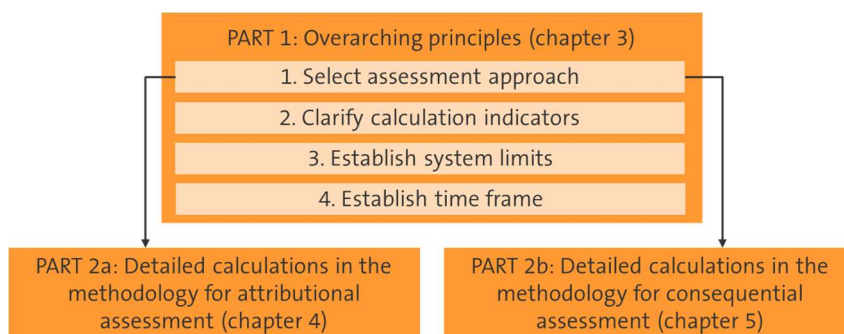 PART 1: Overarching principles (chapter 3)
1. Select assessment approach
2. Clarify calculation indicators
3. Establish system limits
4. Establish time frame
PART 2a: Detailed calculations in the
methodology for attributional
assessment (chapter 4)
PART 2b: Detailed calculations in the
methodology for consequential
assessment (chapter 5)